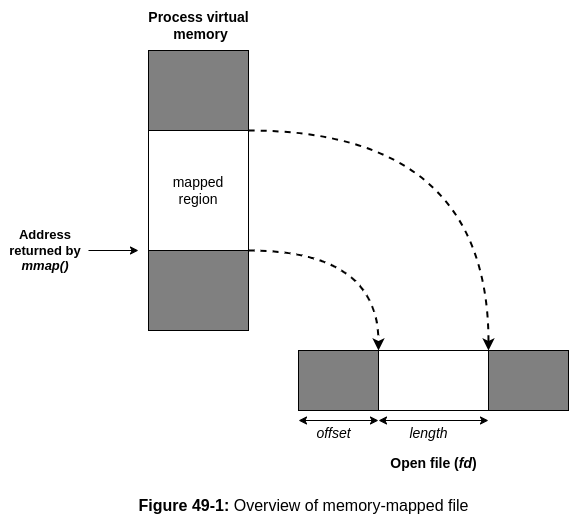 Process virtual
memory
mapped
region
Address
returned by
mmap()
offset
length
Open file (fd)
Figure 49-1: Overview of memory-mapped file